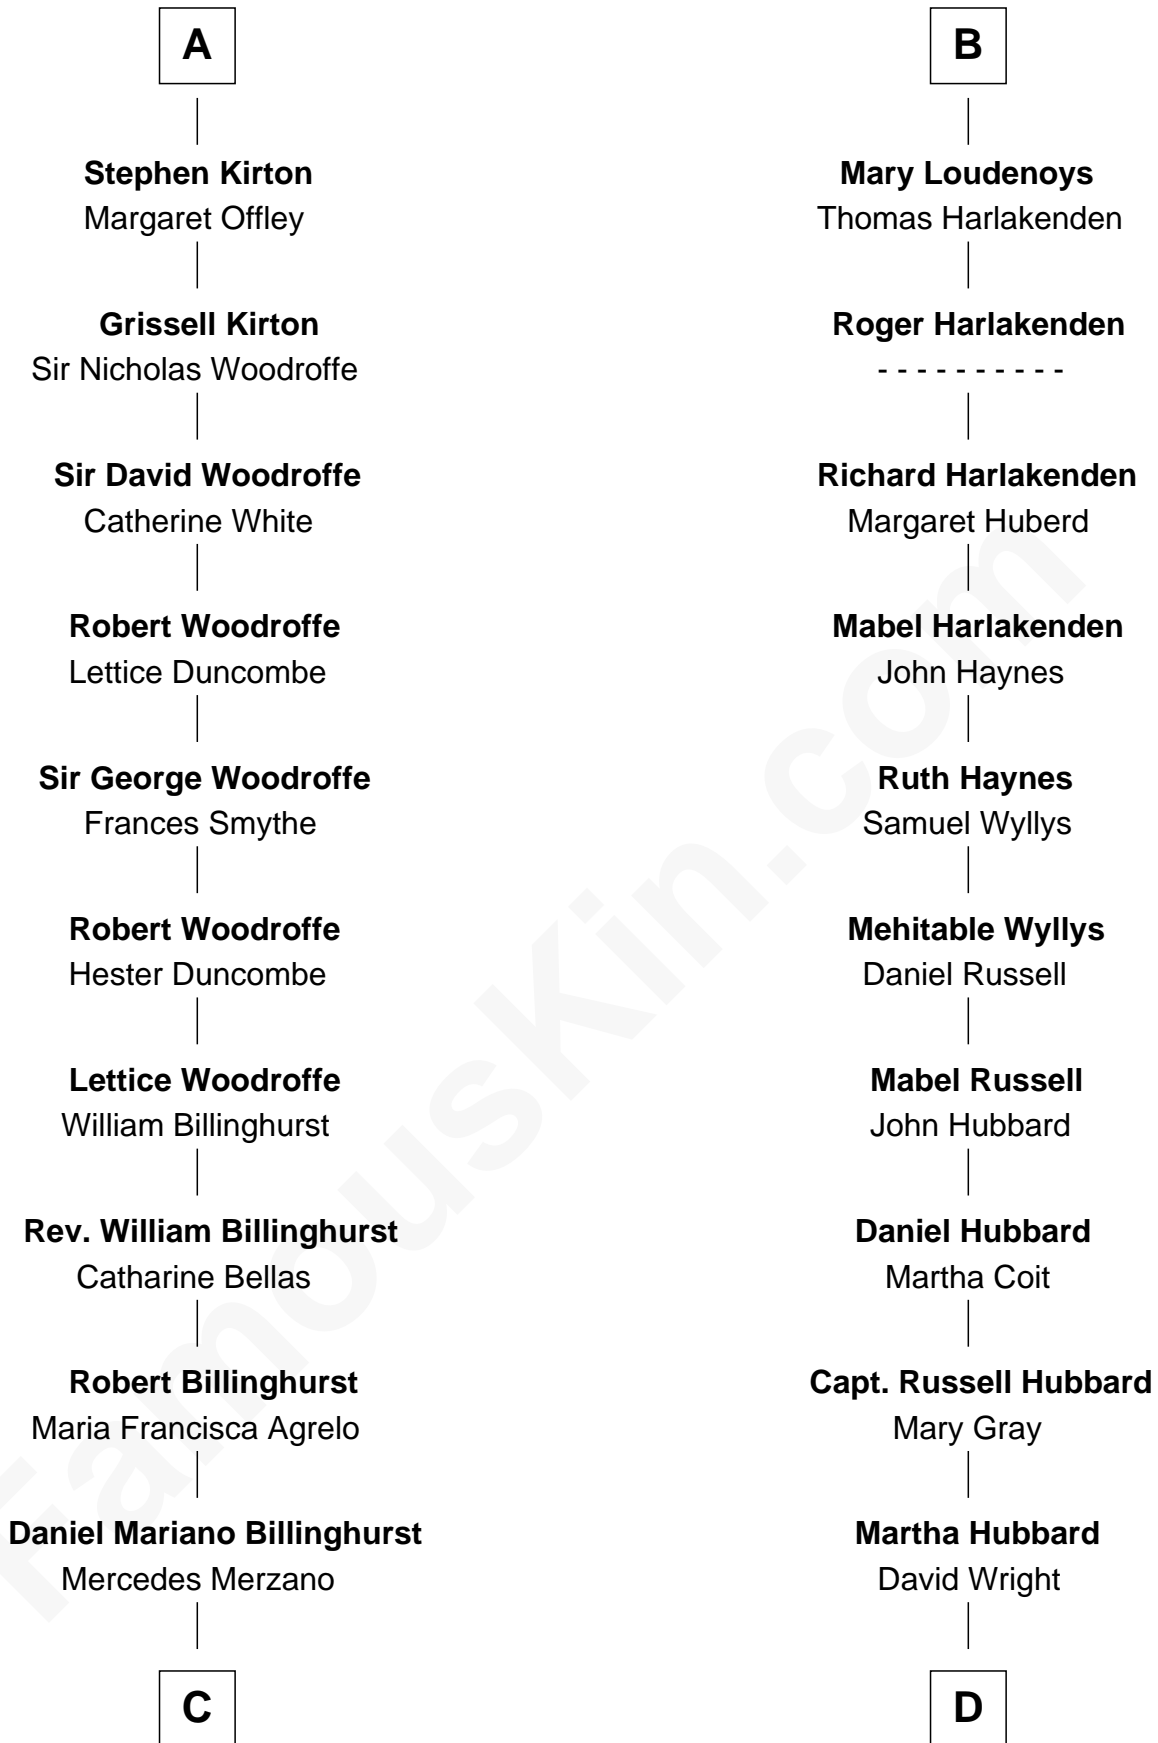 A
Stephen Kirton
Margaret Offley
Grissell Kirton
Sir Nicholas Woodroffe
Sir David Woodroffe
Catherine White
Robert Woodroffe
Lettice Duncombe
Sir George Woodroffe
Frances Smythe
Robert Woodroffe
Hester Duncombe
Lettice Woodroffe
William Billinghurst
Rev. William Billinghurst
Catharine Bellas
Robert Billinghurst
Maria Francisca Agrelo
Daniel Mariano Billinghurst
Mercedes Merzano
C
B
Mary Loudenoys
Thomas Harlakenden
Roger Harlakenden
- - - - - - - - - -
Richard Harlakenden
Margaret Huberd
Mabel Harlakenden
John Haynes
Ruth Haynes
Samuel Wyllys
Mehitable Wyllys
Daniel Russell
Mabel Russell
John Hubbard
Daniel Hubbard
Martha Coit
Capt. Russell Hubbard
Mary Gray
Martha Hubbard
David Wright
D
FamousKin.com